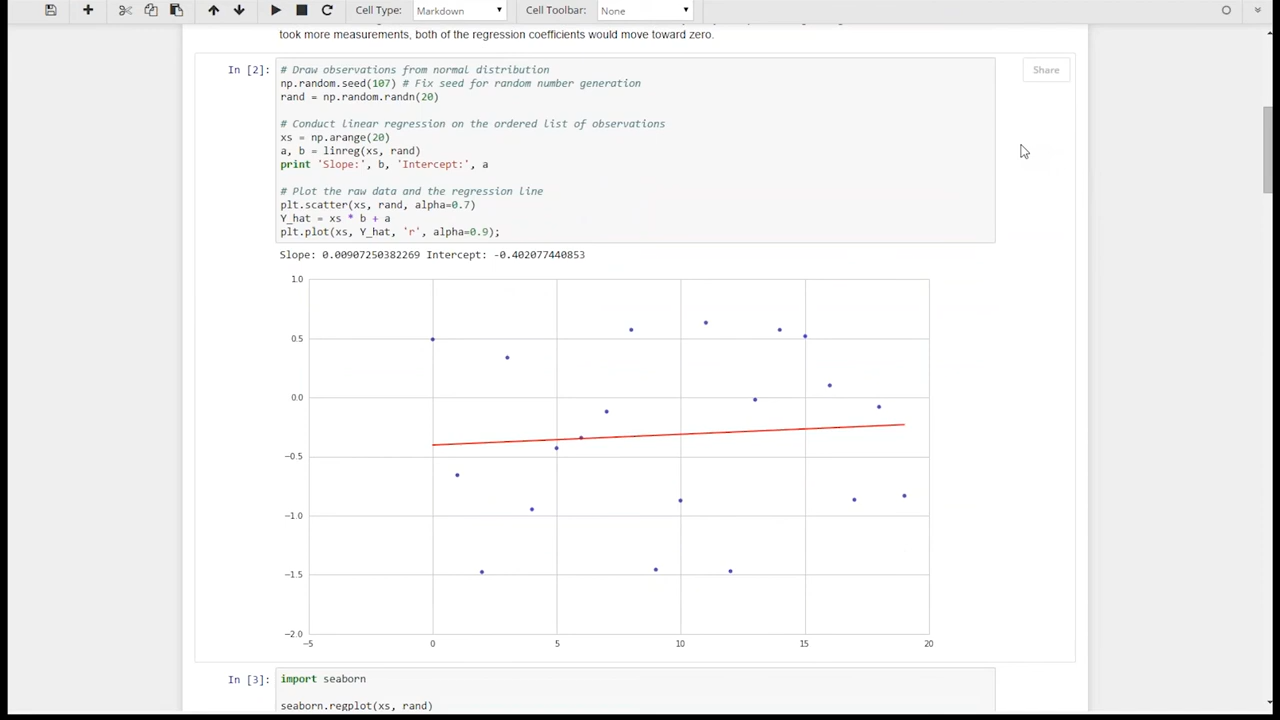 Cell Type: Markdown Cell Toolbar: None
took more measurements, both of the regression coefficients would move toward zero.
In [2]:
# Draw observations from normal distribution
np.random.seed(107) # Fix seed for random number generation
rand = np.random.randn(20)
# Conduct linear regression on the ordered list of observations
xs = np.arange(20)
a, b = linreg(xs, rand)
print 'Slope:', b, 'Intercept:', a
# Plot the raw data and the regression line
plt.scatter(xs, rand, alpha=0.7)
Y_hat = xs * b + a
plt.plot(xs, Y_hat, 'r', alpha=0.9);
Share
Slope: 0.00907250382269 Intercept: -0.402077440853
1.0
0.5
0.0
−0.5
−1.0
−1.5
−2.0
−5 0 5 10 15 20
In [3]:
import seaborn
seaborn.regplot(xs, rand)